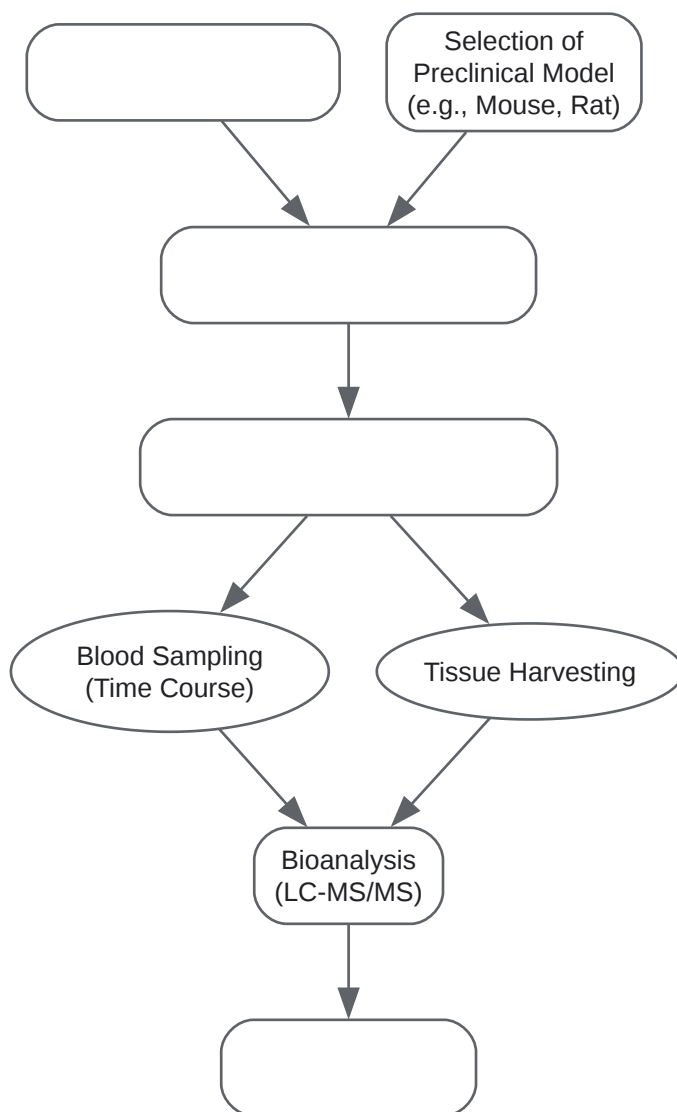 Selection of
Preclinical Model
(e.g., Mouse, Rat)
Blood Sampling
(Time Course)
Tissue Harvesting
Bioanalysis
(LC-MS/MS)